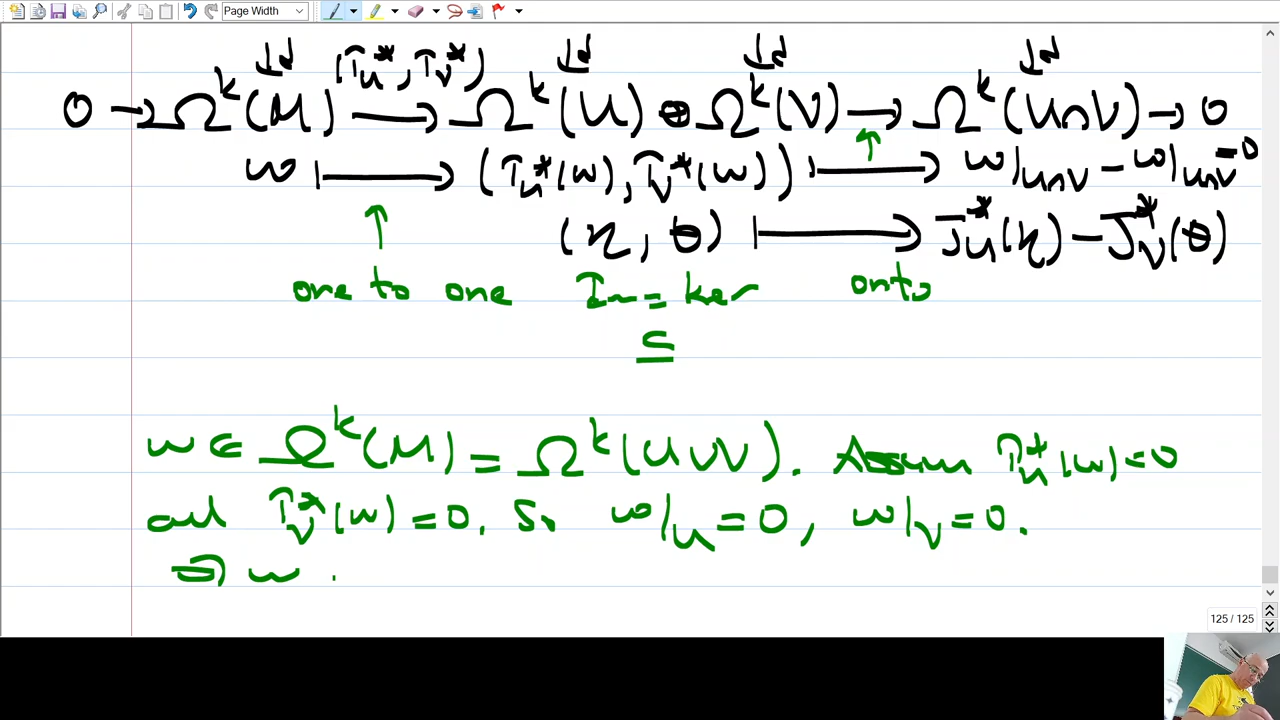 Page Width
↓d (i_U^*, i_V^*) ↓d ↓d ↓d
0 → Ω^k(M) → Ω^k(U) ⊕ Ω^k(V) → Ω^k(U∩V) → 0
ω ↦ (i_U^*(ω), i_V^*(ω)) ↦ ω|_{U∩V} - ω|_{U∩V} = 0
(η, θ) ↦ J_U^*(η) - J_V^*(θ)
one to one Im = ker onto
⊆
ω ∈ Ω^k(M) = Ω^k(U∪V). Assum i_U^*(ω) = 0
and i_V^*(ω) = 0. So ω|_U = 0, ω|_V = 0.
⇒ ω
125 / 125